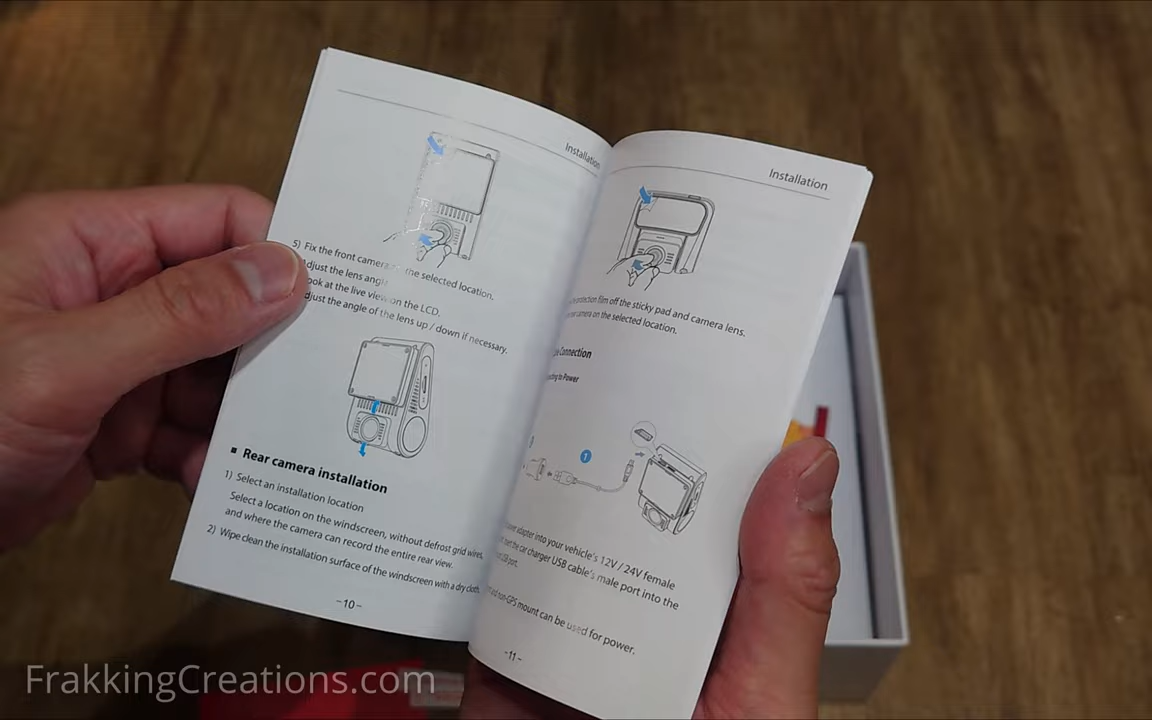 Installation
5) Fix the front camera the selected location.
djust the lens angle
ook at the live view on the LCD,
djust the angle of the lens up / down if necessary.
■ Rear camera installation
1) Select an installation location
Select a location on the windscreen, without defrost grid wires,
and where the camera can record the entire rear view.
2) Wipe clean the installation surface of the windscreen with a dry cloth.
–10–
Installation
protection film off the sticky pad and camera lens.
camera on the selected location.
Connection
to Power
1
adapter into your vehicle's 12V / 24V female
the car charger USB cable's male port into the
port.
and non-GPS mount can be used for power.
–11–
FrakkingCreations.com